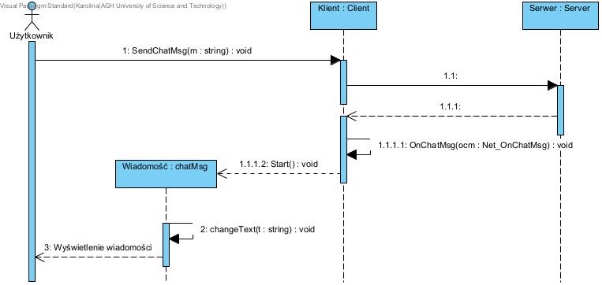 Visual Paradigm Standard(Karolina(AGH University of Science and Technology))
Użytkownik
Klient : Client
Serwer : Server
1: SendChatMsg(m : string) : void
1.1:
1.1.1:
1.1.1.1: OnChatMsg(ocm : Net_OnChatMsg) : void
1.1.1.2: Start() : void
Wiadomość : chatMsg
2: changeText(t : string) : void
3: Wyświetlenie wiadomości